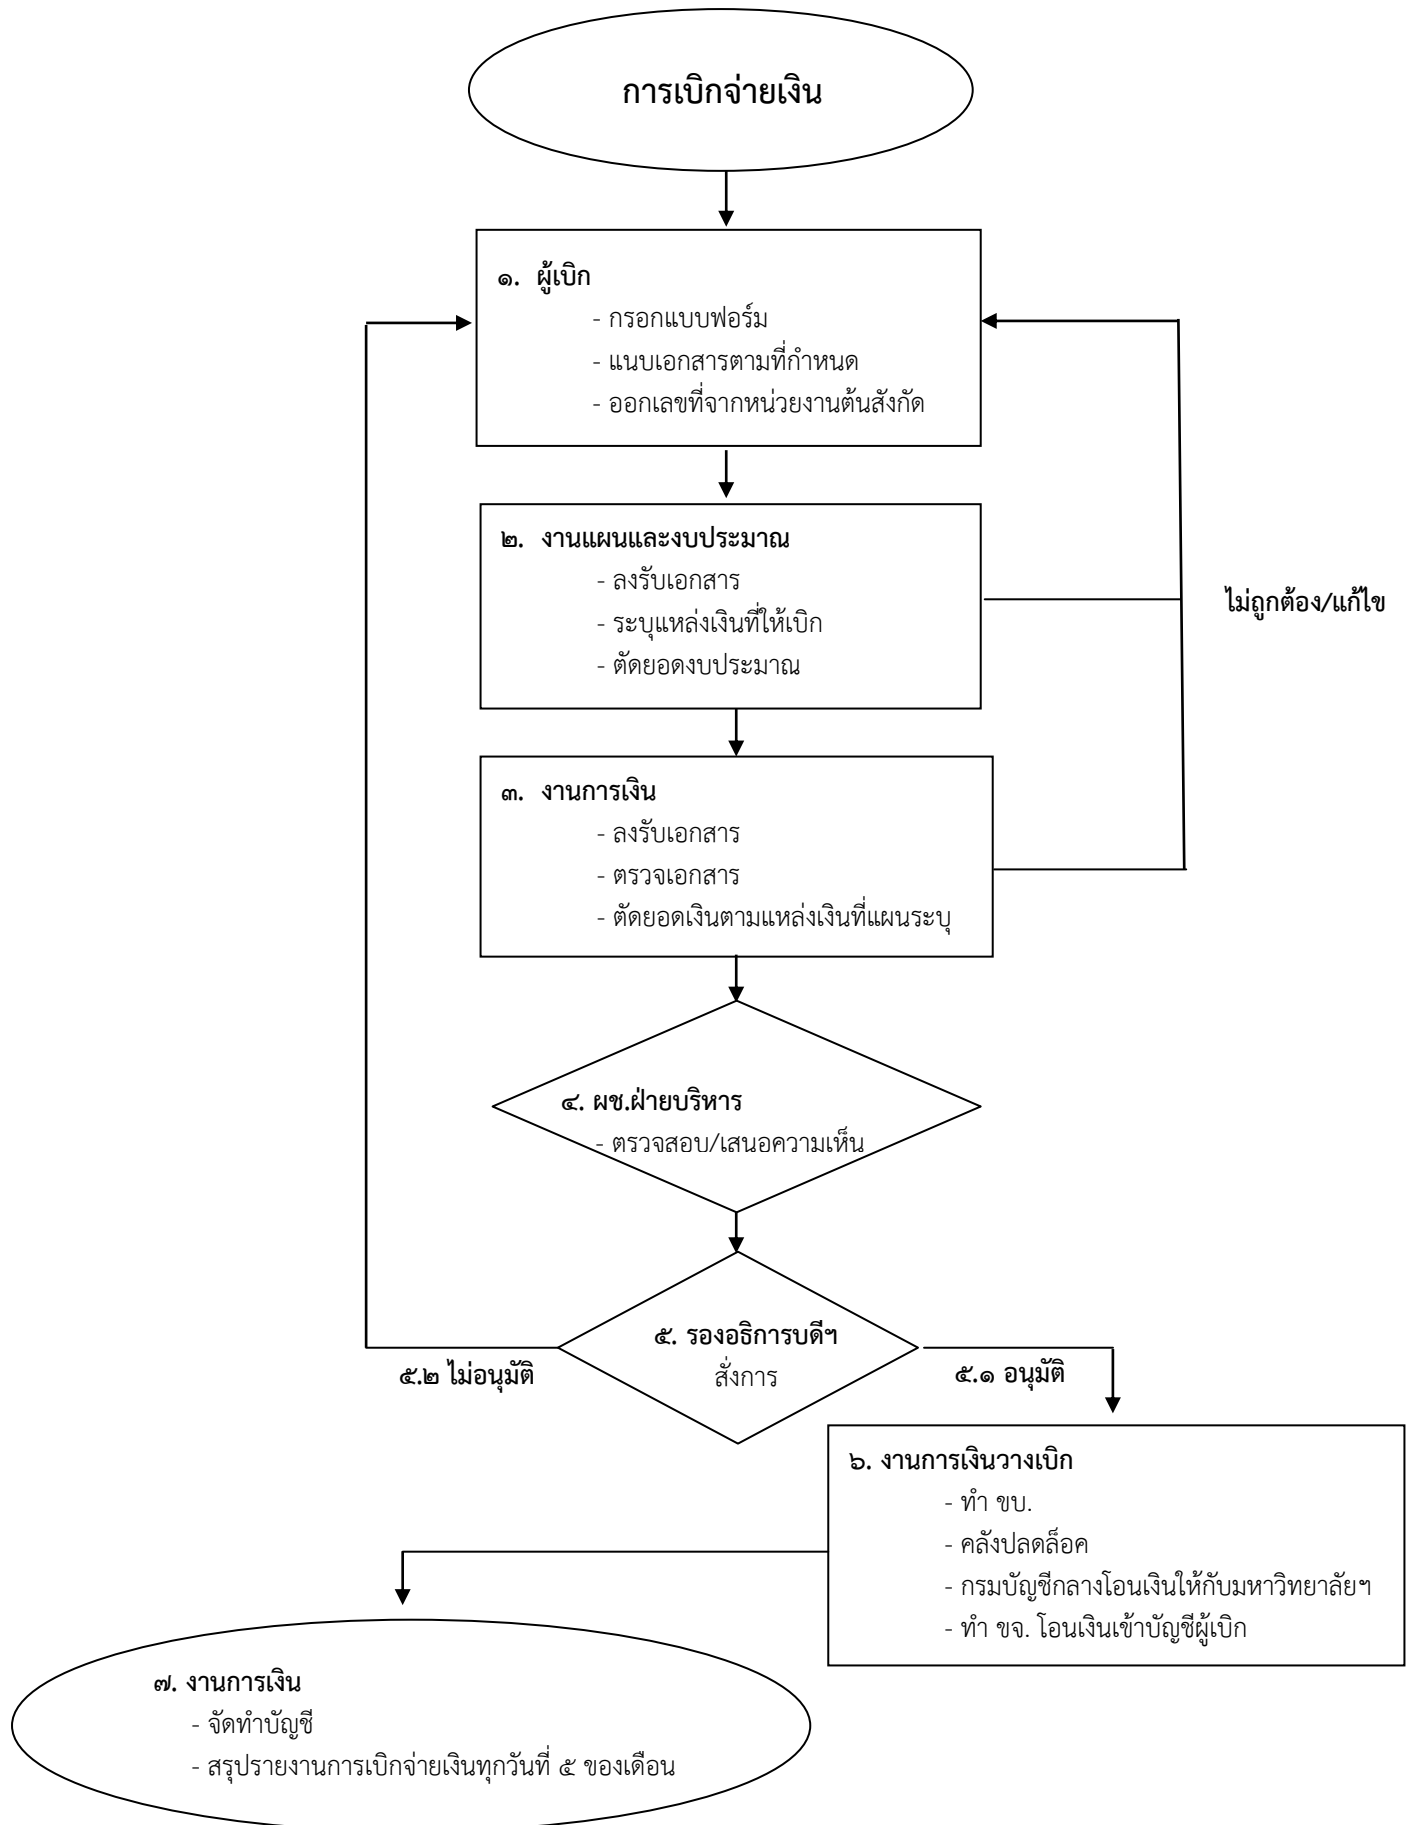 การเบิกจ่ายเงิน
๑. ผู้เบิก
- กรอกแบบฟอร์ม
- แนบเอกสารตามที่กำหนด
- ออกเลขที่จากหน่วยงานต้นสังกัด
๒. งานแผนและงบประมาณ
- ลงรับเอกสาร
- ระบุแหล่งเงินที่ให้เบิก
- ตัดยอดงบประมาณ
ไม่ถูกต้อง/แก้ไข
๓. งานการเงิน
- ลงรับเอกสาร
- ตรวจเอกสาร
- ตัดยอดเงินตามแหล่งเงินที่แผนระบุ
๔. ผช.ฝ่ายบริหาร
- ตรวจสอบ/เสนอความเห็น
๕. รองอธิการบดีฯ
สั่งการ
๕.๒ ไม่อนุมัติ
๕.๑ อนุมัติ
๖. งานการเงินวางเบิก
- ทำ ขบ.
- คลังปลดล็อค
- กรมบัญชีกลางโอนเงินให้กับมหาวิทยาลัยฯ
- ทำ ขจ. โอนเงินเข้าบัญชีผู้เบิก
๗. งานการเงิน
- จัดทำบัญชี
- สรุปรายงานการเบิกจ่ายเงินทุกวันที่ ๕ ของเดือน